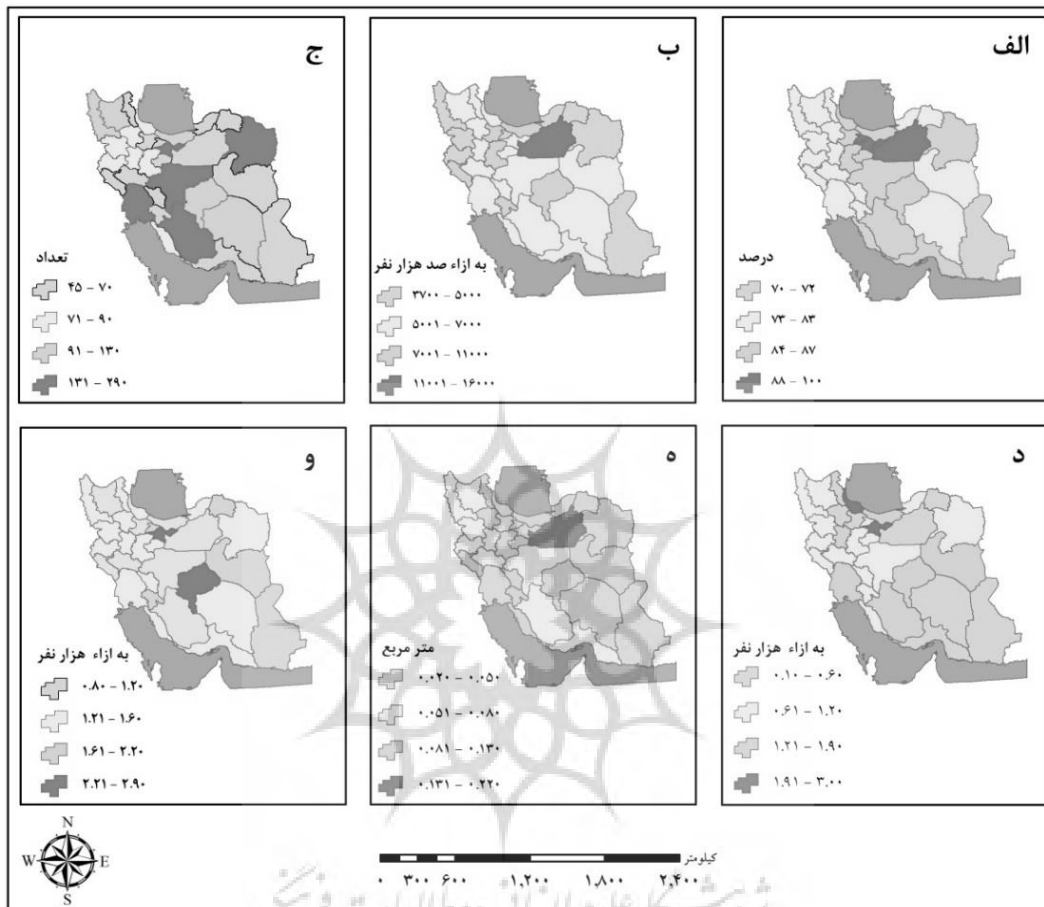 الف
درصد
۷۰ – ۷۲
۷۳ – ۸۳
۸۴ – ۸۷
۸۸ – ۱۰۰
ب
به ازاء صد هزار نفر
۳۷۰۰ – ۵۰۰۰
۵۰۰۱ – ۷۰۰۰
۷۰۰۱ – ۱۱۰۰۰
۱۱۰۰۱ – ۱۶۰۰۰
ج
تعداد
۴۵ – ۷۰
۷۱ – ۹۰
۹۱ – ۱۳۰
۱۳۱ – ۲۹۰
د
به ازاء هزار نفر
۰.۱۰ – ۰.۶۰
۰.۶۱ – ۱.۲۰
۱.۲۱ – ۱.۹۰
۱.۹۱ – ۳.۰۰
ه
متر مربع
۰.۰۲۰ – ۰.۰۵۰
۰.۰۵۱ – ۰.۰۸۰
۰.۰۸۱ – ۰.۱۳۰
۰.۱۳۱ – ۰.۲۲۰
و
به ازاء هزار نفر
۰.۸۰ – ۱.۲۰
۱.۲۱ – ۱.۶۰
۱.۶۱ – ۲.۲۰
۲.۲۱ – ۲.۹۰
N
W E
S
کیلومتر
۰ ۳۰۰ ۶۰۰ ۱,۲۰۰ ۱,۸۰۰ ۲,۴۰۰